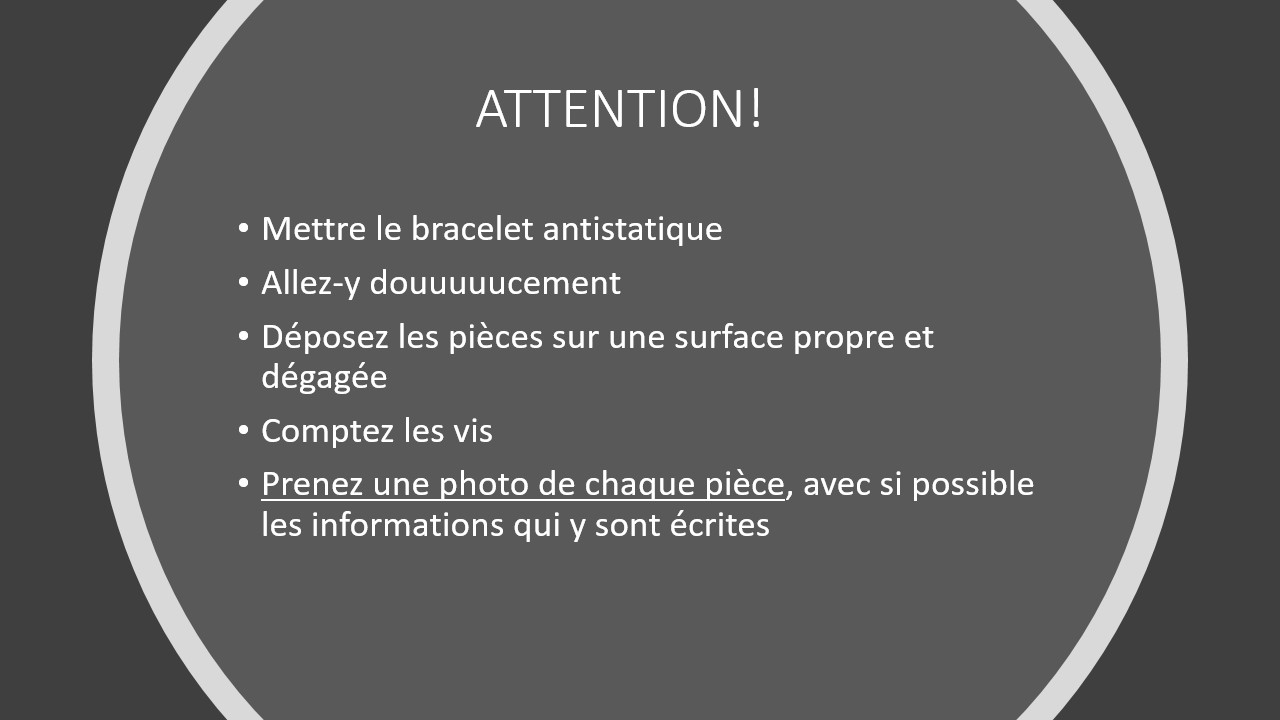 ATTENTION!
• Mettre le bracelet antistatique
• Allez-y douuuuucement
• Déposez les pièces sur une surface propre et
dégagée
• Comptez les vis
• Prenez une photo de chaque pièce, avec si possible
les informations qui y sont écrites